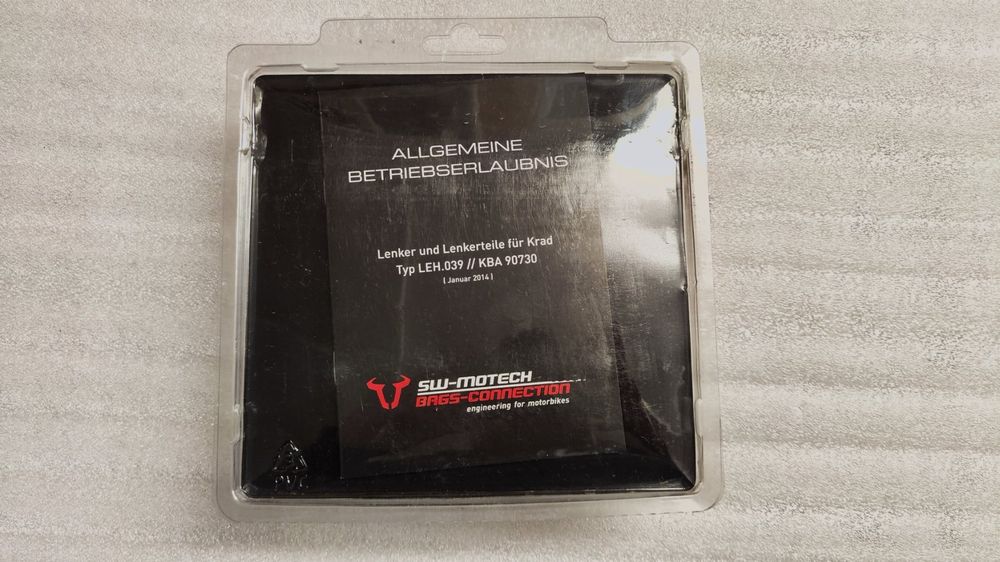 ALLGEMEINE
BETRIEBSERLAUBNIS
Lenker und Lenkerteile für Krad
Typ LEH.039 // KBA 90730
( Januar 2014 )
SW-MOTECH
BAGS-CONNECTION
engineering for motorbikes
PVC